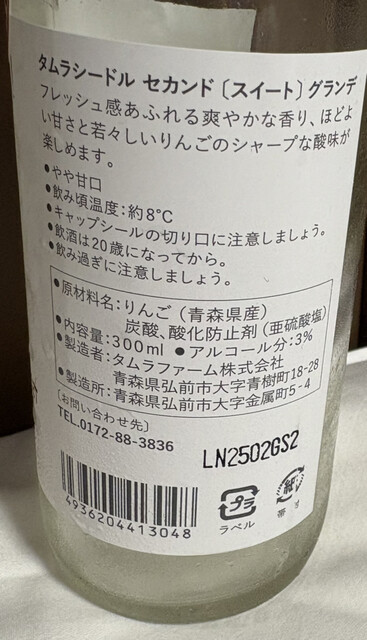 タムラシードル セカンド〔スイート〕グランデ
フレッシュ感あふれる爽やかな香り、ほどよ
い甘さと若々しいりんごのシャープな酸味が
楽しめます。
●やや甘口
●飲み頃温度：約8℃
●キャップシールの切り口に注意しましょう。
●飲酒は20歳になってから。
●飲み過ぎに注意しましょう。
●原材料名：りんご（青森県産）
炭酸、酸化防止剤（亜硫酸塩）
●内容量：300ml ●アルコール分：3%
●製造者：タムラファーム株式会社
青森県弘前市大字青樹町18-28
●製造所：青森県弘前市大字金属町5-4
〔お問い合わせ先〕
TEL.0172-88-3836
LN2502GS2
4936204413048
プラ
ラベル